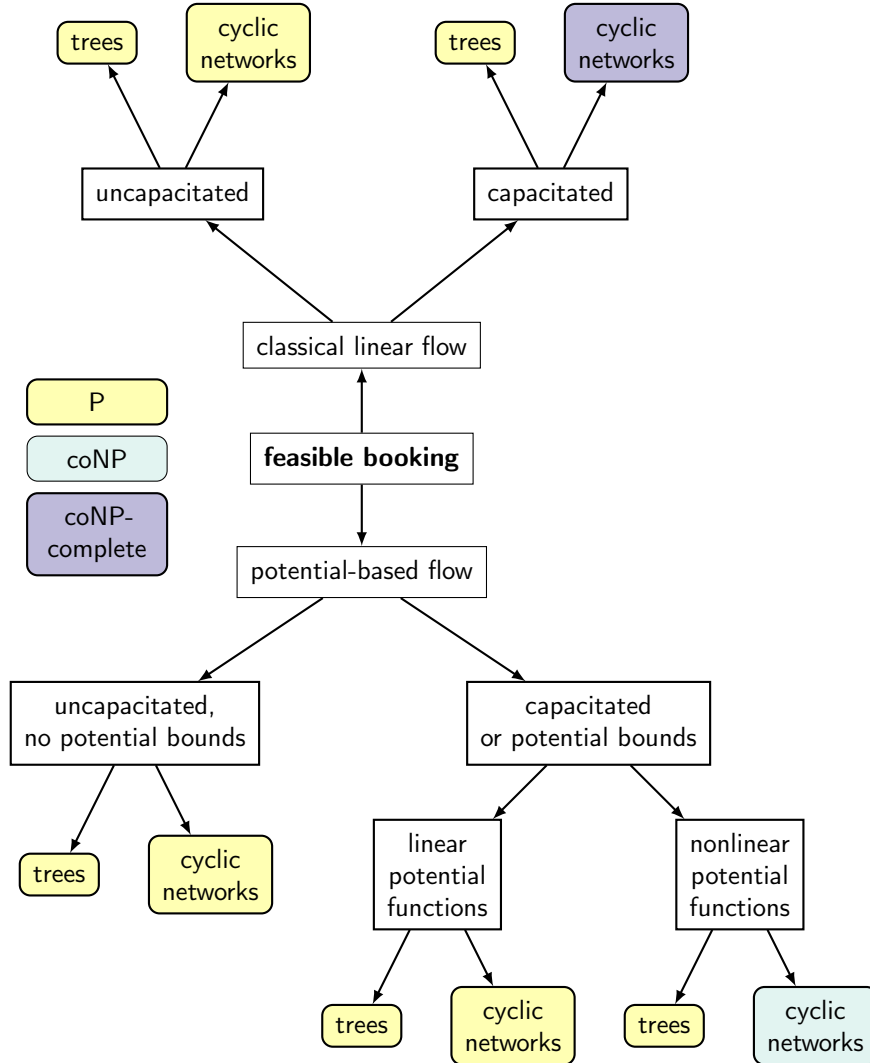 trees
cyclic
networks
trees
cyclic
networks
uncapacitated
capacitated
classical linear flow
P
coNP
coNP-
complete
feasible booking
potential-based flow
uncapacitated,
no potential bounds
capacitated
or potential bounds
trees
cyclic
networks
linear
potential
functions
nonlinear
potential
functions
trees
cyclic
networks
trees
cyclic
networks